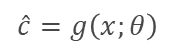 ĉ = g(x; θ)